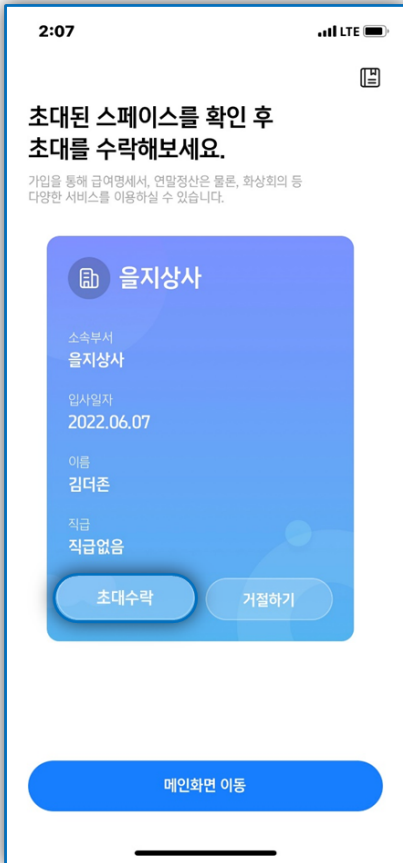 2:07
LTE
초대된 스페이스를 확인 후
초대를 수락해보세요.
가입을 통해 급여명세서, 연말정산은 물론, 화상회의 등
다양한 서비스를 이용하실 수 있습니다.
을지상사
소속부서
을지상사
입사일자
2022.06.07
이름
김더존
직급
직급없음
초대수락
거절하기
메인화면 이동